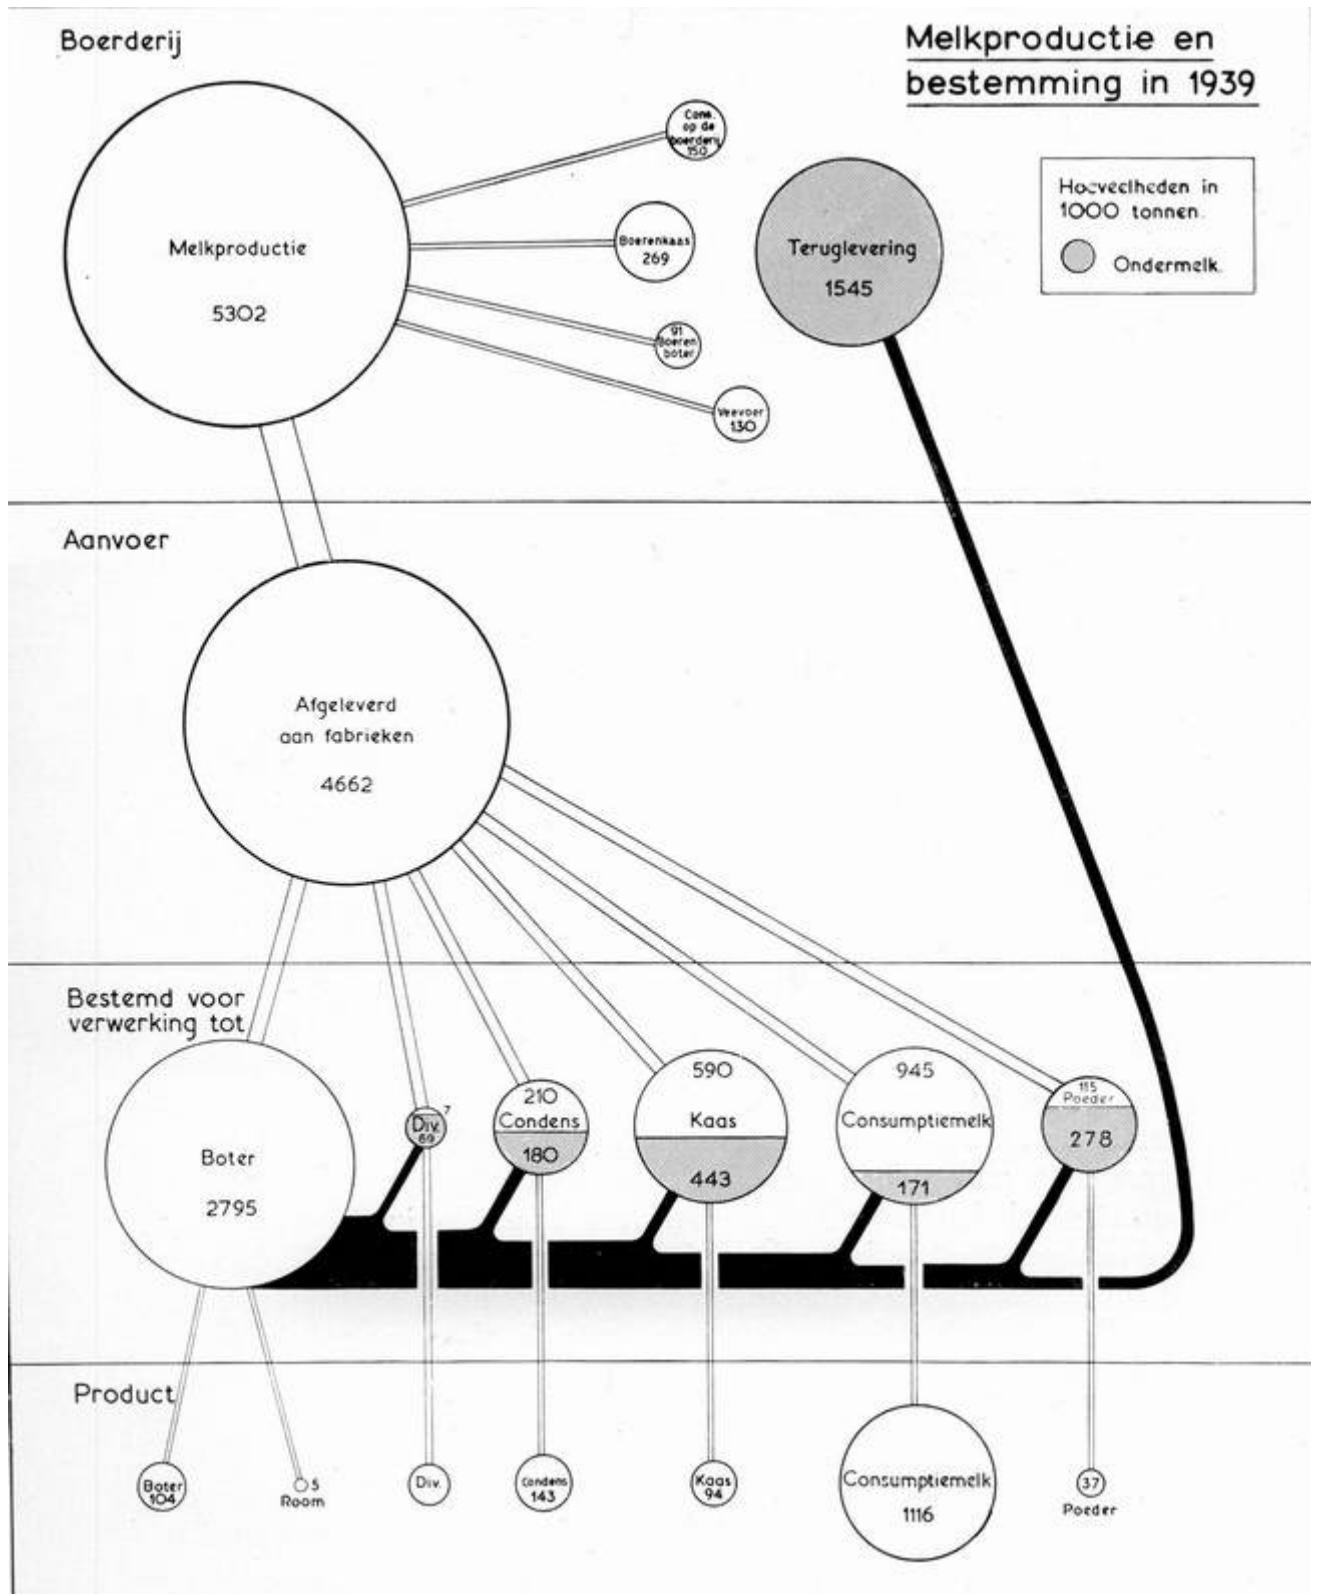 Boerderij
Melkproductie en
bestemming in 1939
Cons.
op de
boerderij
150
Hoeveelheden in
1000 tonnen.
Ondermelk.
Melkproductie
5302
Boerenkaas
269
Teruglevering
1545
91
Boeren
boter
Veevoer
130
Aanvoer
Afgeleverd
aan fabrieken
4662
Bestemd voor
verwerking tot
Boter
2795
7
Div.
69
210
Condens
180
590
Kaas
443
945
Consumptiemelk
171
115
Poeder
278
Product
Boter
104
5
Room
Div.
Condens
143
Kaas
94
Consumptiemelk
1116
37
Poeder